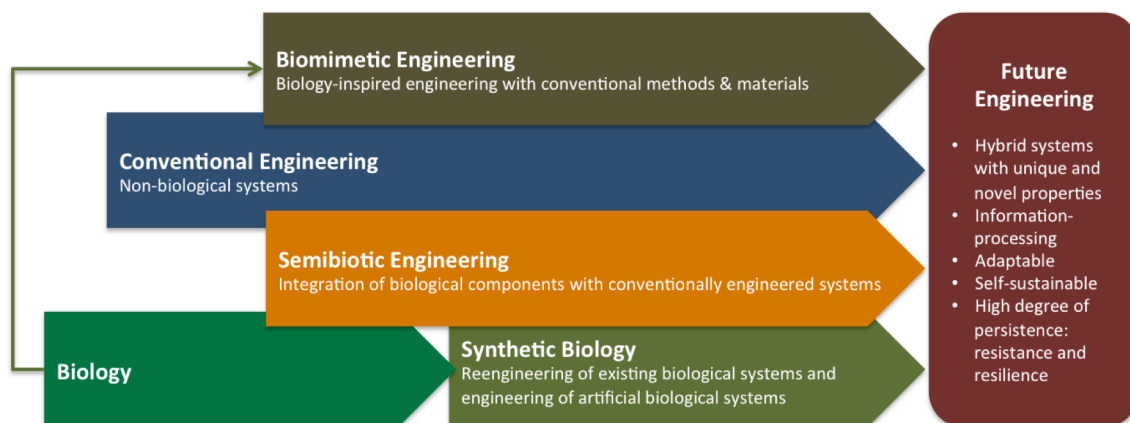 Biomimetic Engineering
Biology-inspired engineering with conventional methods & materials
Conventional Engineering
Non-biological systems
Semibiotic Engineering
Integration of biological components with conventionally engineered systems
Biology
Synthetic Biology
Reengineering of existing biological systems and
engineering of artificial biological systems
Future
Engineering
• Hybrid systems
with unique and
novel properties
• Information-
processing
• Adaptable
• Self-sustainable
• High degree of
persistence:
resistance and
resilience